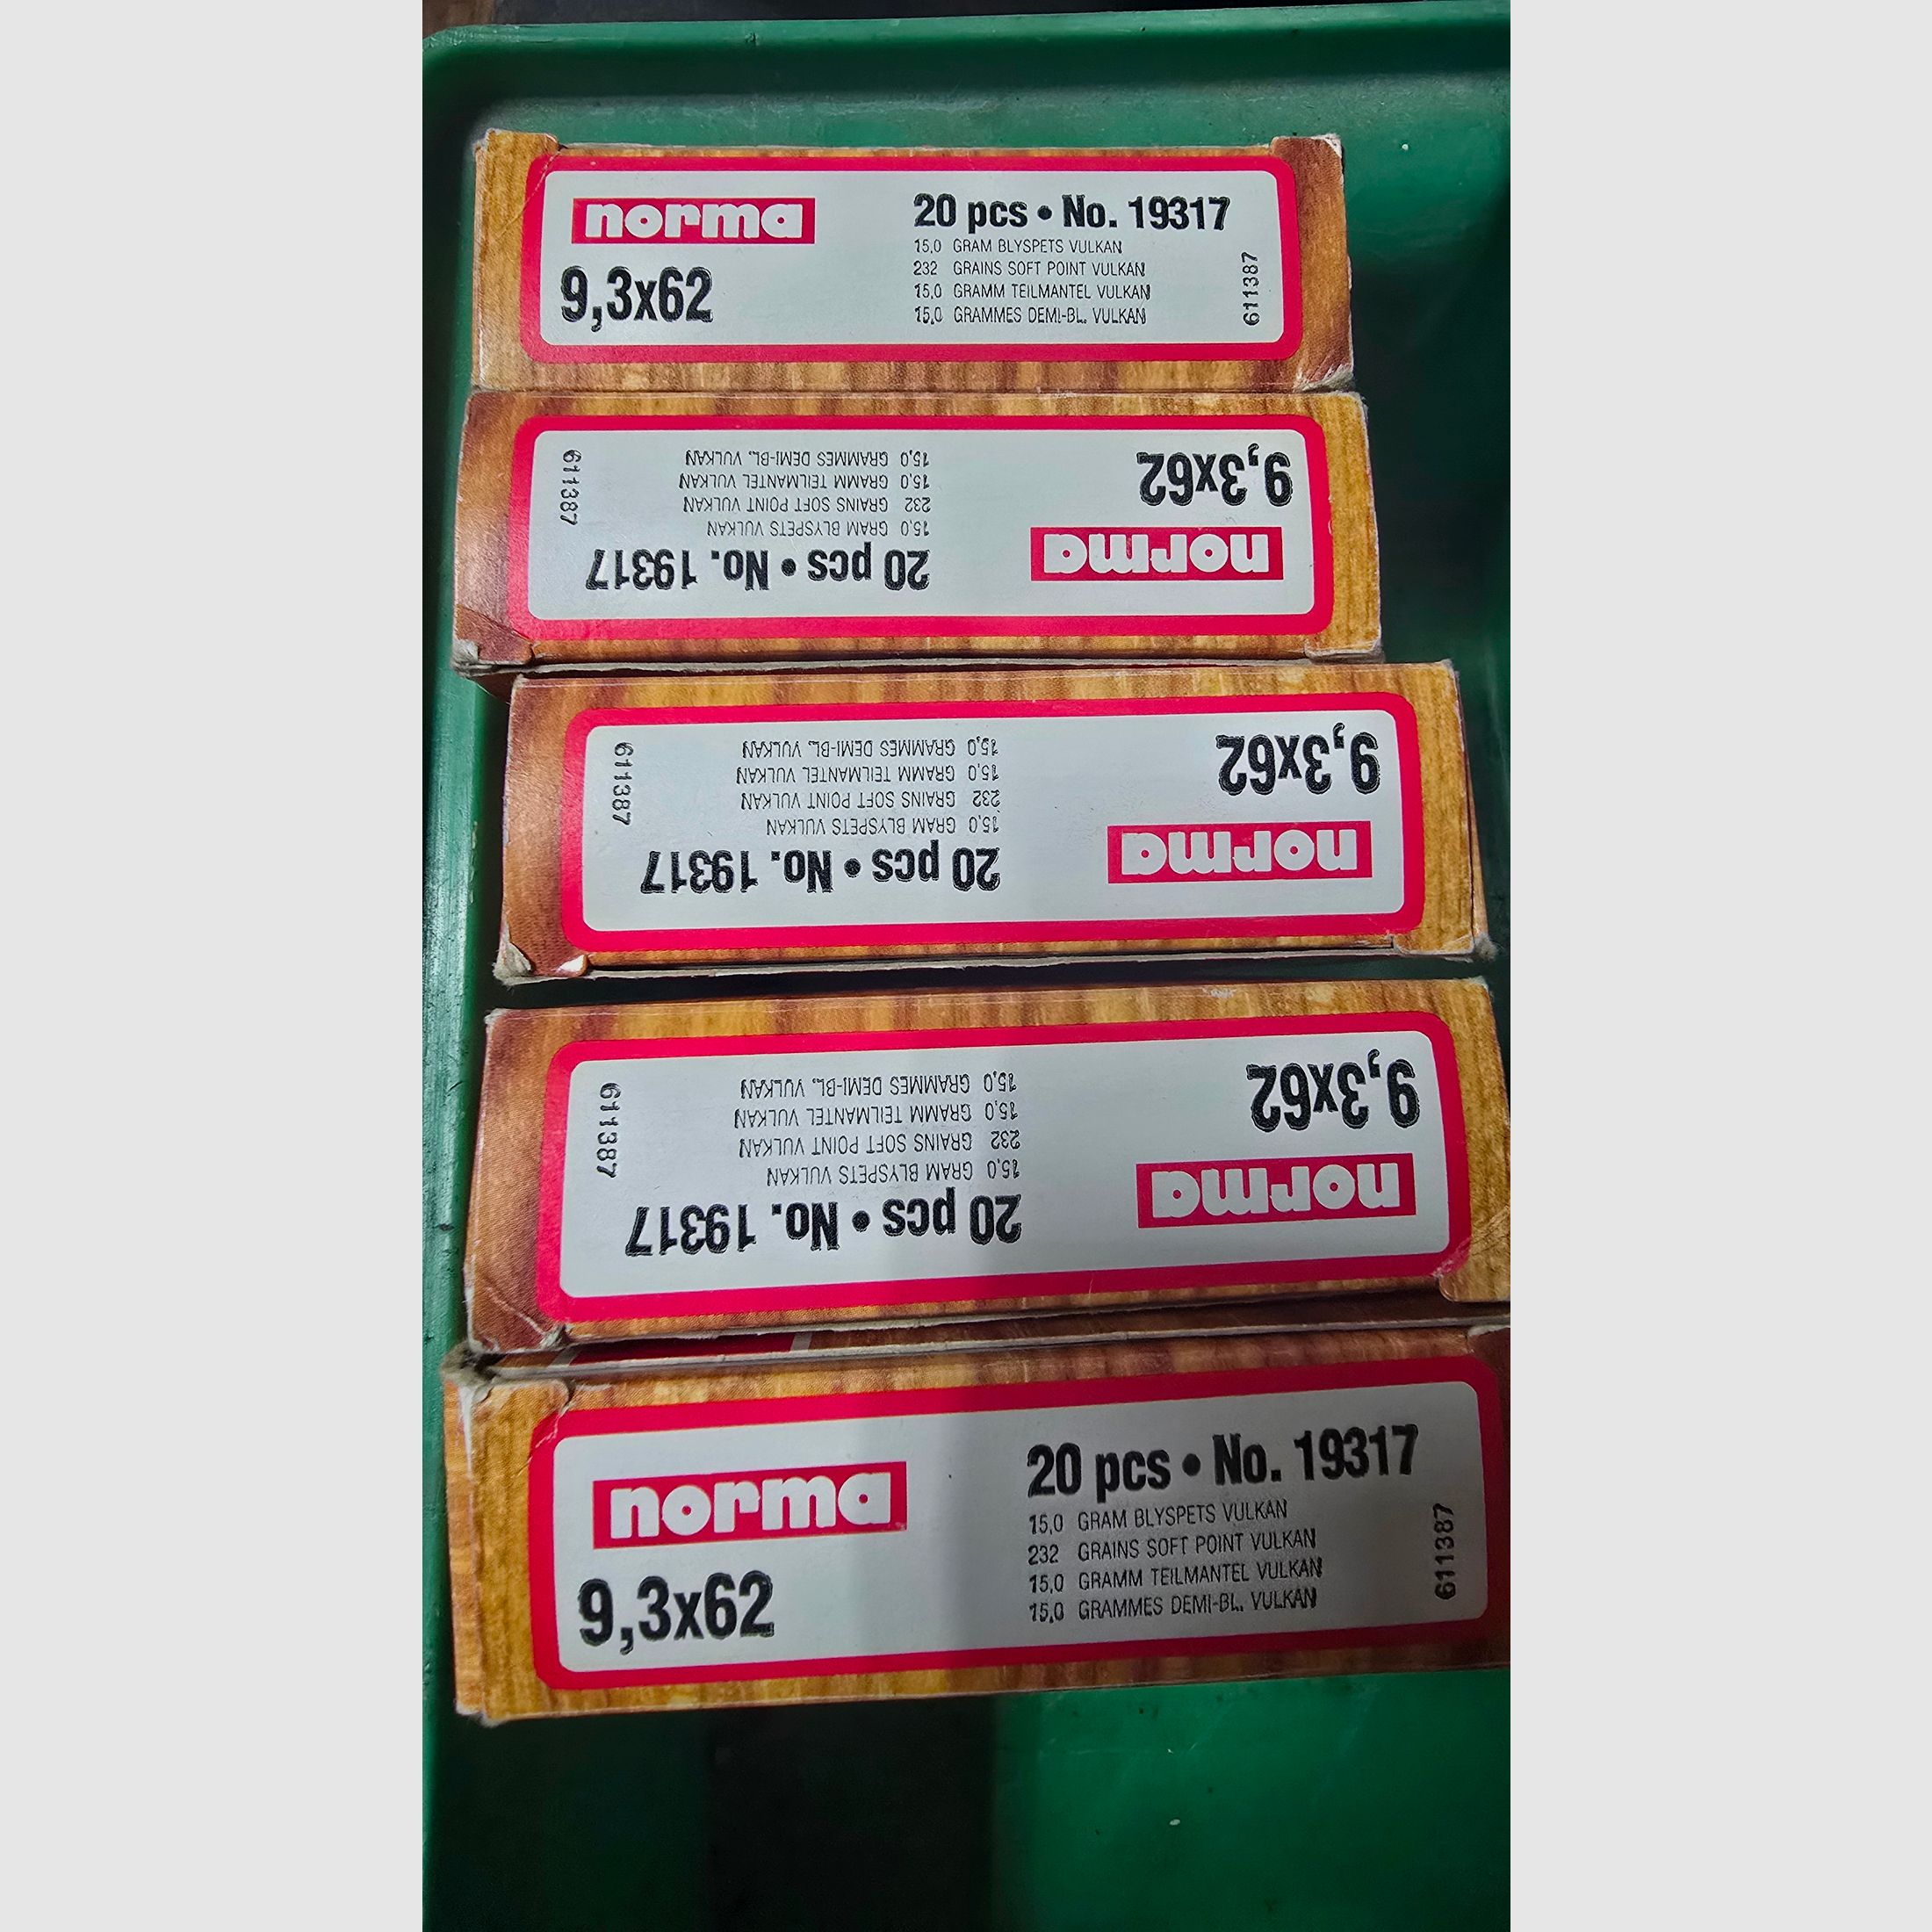 norma
9,3x62
20 pcs • No. 19317
15,0 GRAM BLYSPETS VULKAN
232 GRAINS SOFT POINT VULKAN
15,0 GRAMM TEILMANTEL VULKAN
15,0 GRAMMES DEMI-BL. VULKAN
611387
norma
9,3x62
20 pcs • No. 19317
15,0 GRAM BLYSPETS VULKAN
232 GRAINS SOFT POINT VULKAN
15,0 GRAMM TEILMANTEL VULKAN
15,0 GRAMMES DEMI-BL. VULKAN
611387
norma
9,3x62
20 pcs • No. 19317
15,0 GRAM BLYSPETS VULKAN
232 GRAINS SOFT POINT VULKAN
15,0 GRAMM TEILMANTEL VULKAN
15,0 GRAMMES DEMI-BL. VULKAN
611387
norma
9,3x62
20 pcs • No. 19317
15,0 GRAM BLYSPETS VULKAN
232 GRAINS SOFT POINT VULKAN
15,0 GRAMM TEILMANTEL VULKAN
15,0 GRAMMES DEMI-BL. VULKAN
611387
norma
9,3x62
20 pcs • No. 19317
15,0 GRAM BLYSPETS VULKAN
232 GRAINS SOFT POINT VULKAN
15,0 GRAMM TEILMANTEL VULKAN
15,0 GRAMMES DEMI-BL. VULKAN
611387